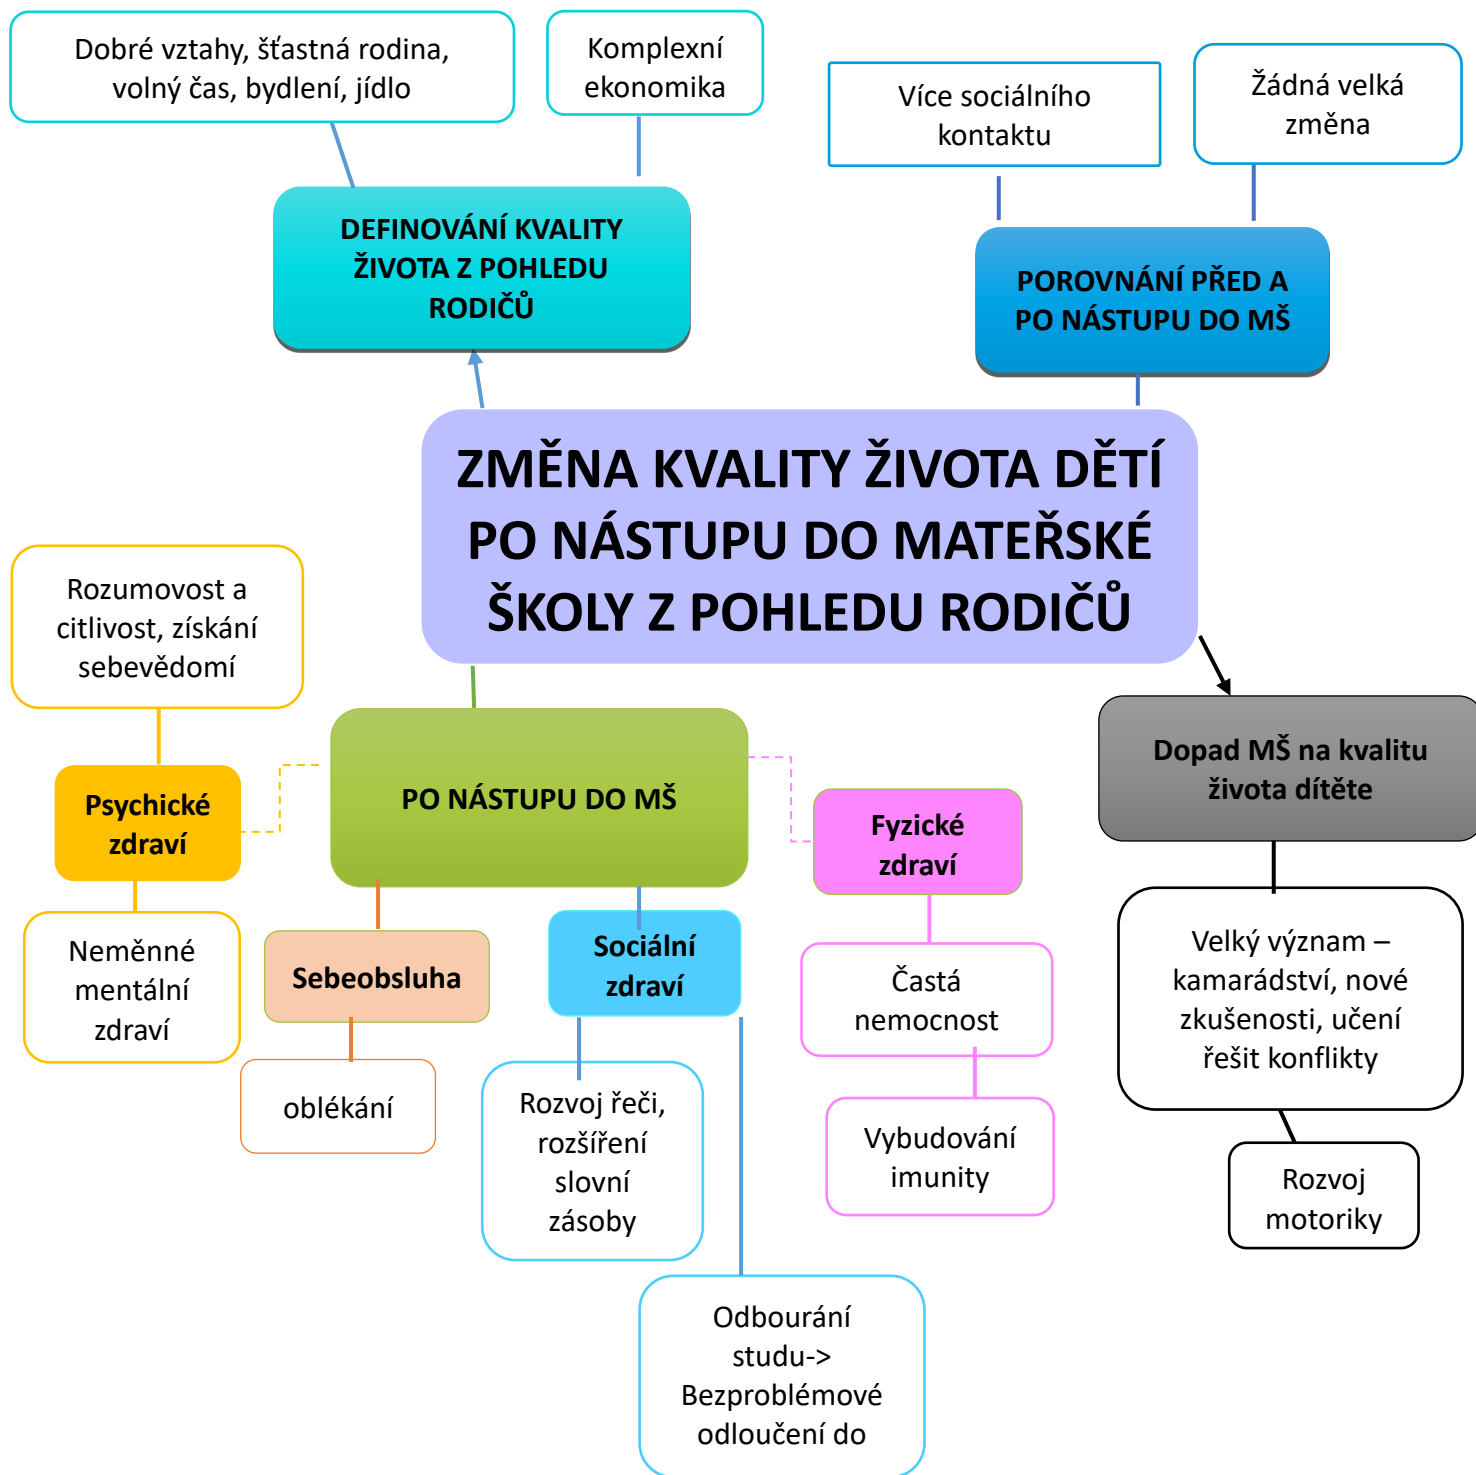 Dobré vztahy, šťastná rodina,
volný čas, bydlení, jídlo
Komplexní
ekonomika
Více sociálního
kontaktu
Žádná velká
změna
DEFINOVÁNÍ KVALITY
ŽIVOTA Z POHLEDU
RODIČŮ
POROVNÁNÍ PŘED A
PO NÁSTUPU DO MŠ
ZMĚNA KVALITY ŽIVOTA DĚTÍ
PO NÁSTUPU DO MATEŘSKÉ
ŠKOLY Z POHLEDU RODIČŮ
Rozumovost a
citlivost, získání
sebevědomí
Psychické
zdraví
Neměnné
mentální
zdraví
PO NÁSTUPU DO MŠ
Sebeobsluha
oblékání
Sociální
zdraví
Rozvoj řeči,
rozšíření
slovní
zásoby
Odbourání
studu->
Bezproblémové
odloučení do
Fyzické
zdraví
Častá
nemocnost
Vybudování
imunity
Dopad MŠ na kvalitu
života dítěte
Velký význam –
kamarádství, nové
zkušenosti, učení
řešit konflikty
Rozvoj
motoriky